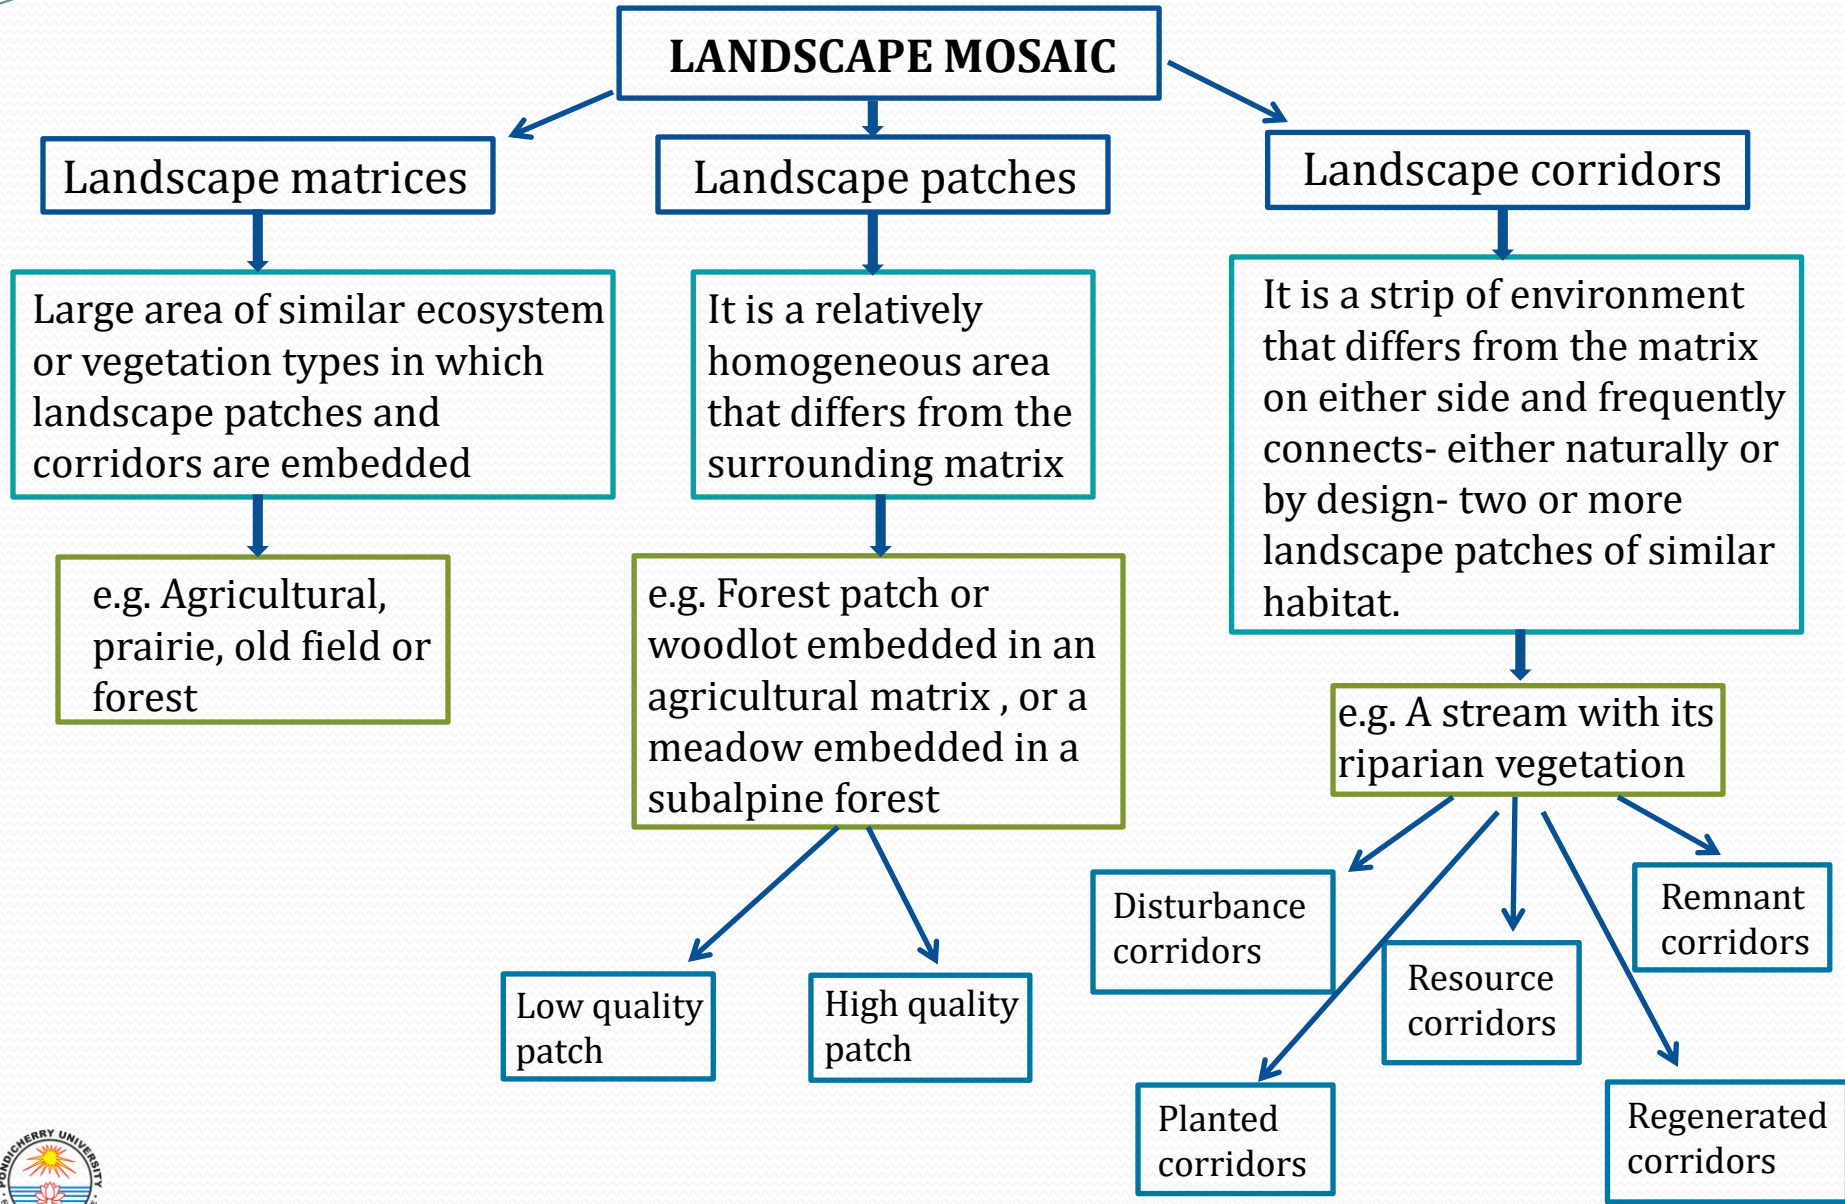 LANDSCAPE MOSAIC
Landscape matrices
Landscape patches
Landscape corridors
Large area of similar ecosystem
or vegetation types in which
landscape patches and
corridors are embedded
It is a relatively
homogeneous area
that differs from the
surrounding matrix
It is a strip of environment
that differs from the matrix
on either side and frequently
connects- either naturally or
by design- two or more
landscape patches of similar
habitat.
e.g. Agricultural,
prairie, old field or
forest
e.g. Forest patch or
woodlot embedded in an
agricultural matrix , or a
meadow embedded in a
subalpine forest
e.g. A stream with its
riparian vegetation
Low quality
patch
High quality
patch
Disturbance
corridors
Resource
corridors
Remnant
corridors
Planted
corridors
Regenerated
corridors
PONDICHERRY UNIVERSITY